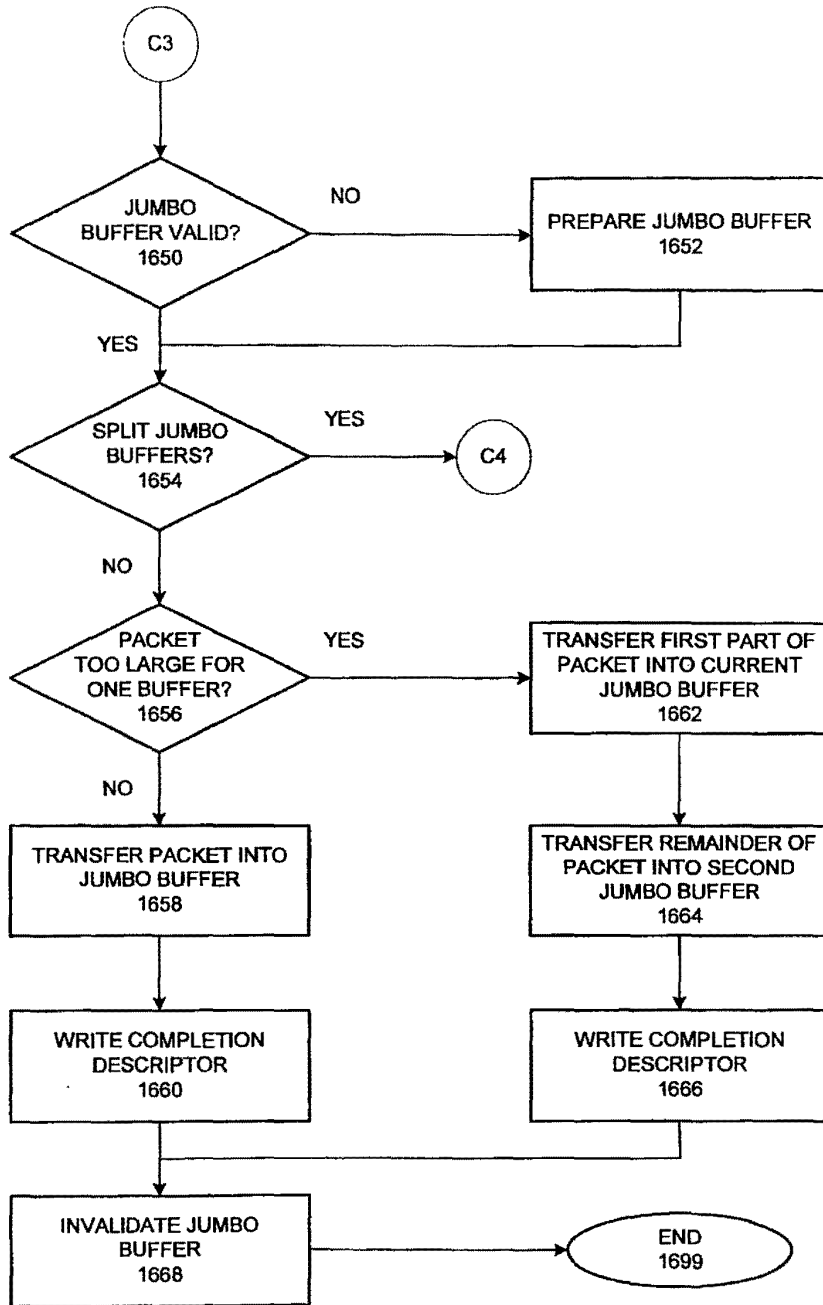 C3
JUMBO
BUFFER VALID?
1650
NO
PREPARE JUMBO BUFFER
1652
YES
SPLIT JUMBO
BUFFERS?
1654
YES
C4
NO
PACKET
TOO LARGE FOR
ONE BUFFER?
1656
YES
TRANSFER FIRST PART OF
PACKET INTO CURRENT
JUMBO BUFFER
1662
NO
TRANSFER PACKET INTO
JUMBO BUFFER
1658
TRANSFER REMAINDER OF
PACKET INTO SECOND
JUMBO BUFFER
1664
WRITE COMPLETION
DESCRIPTOR
1660
WRITE COMPLETION
DESCRIPTOR
1666
INVALIDATE JUMBO
BUFFER
1668
END
1699